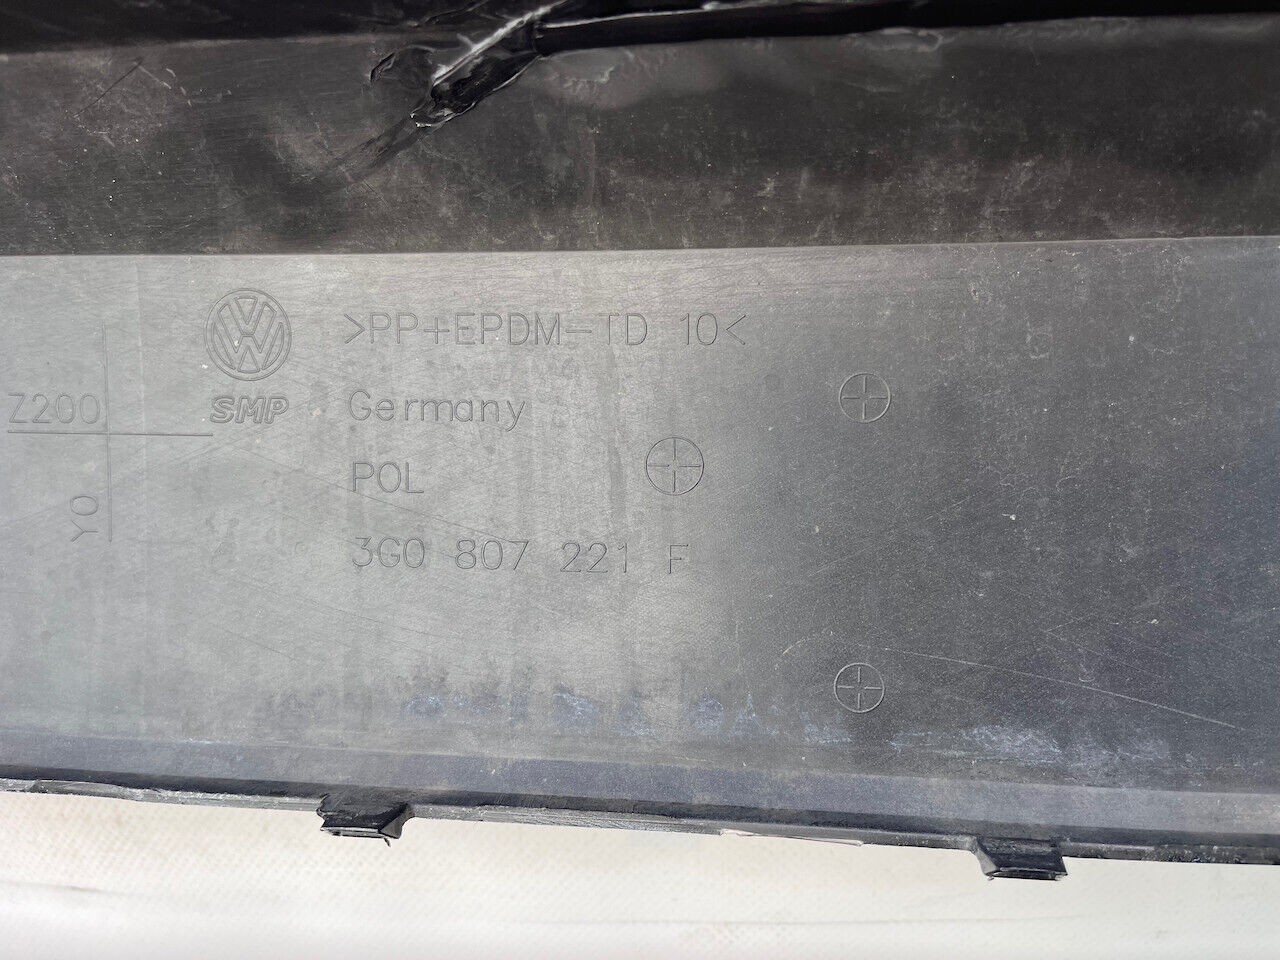 >PP+EPDM-TD 10<
Z200
SMP
Germany
POL
YO
3G0 807 221 F